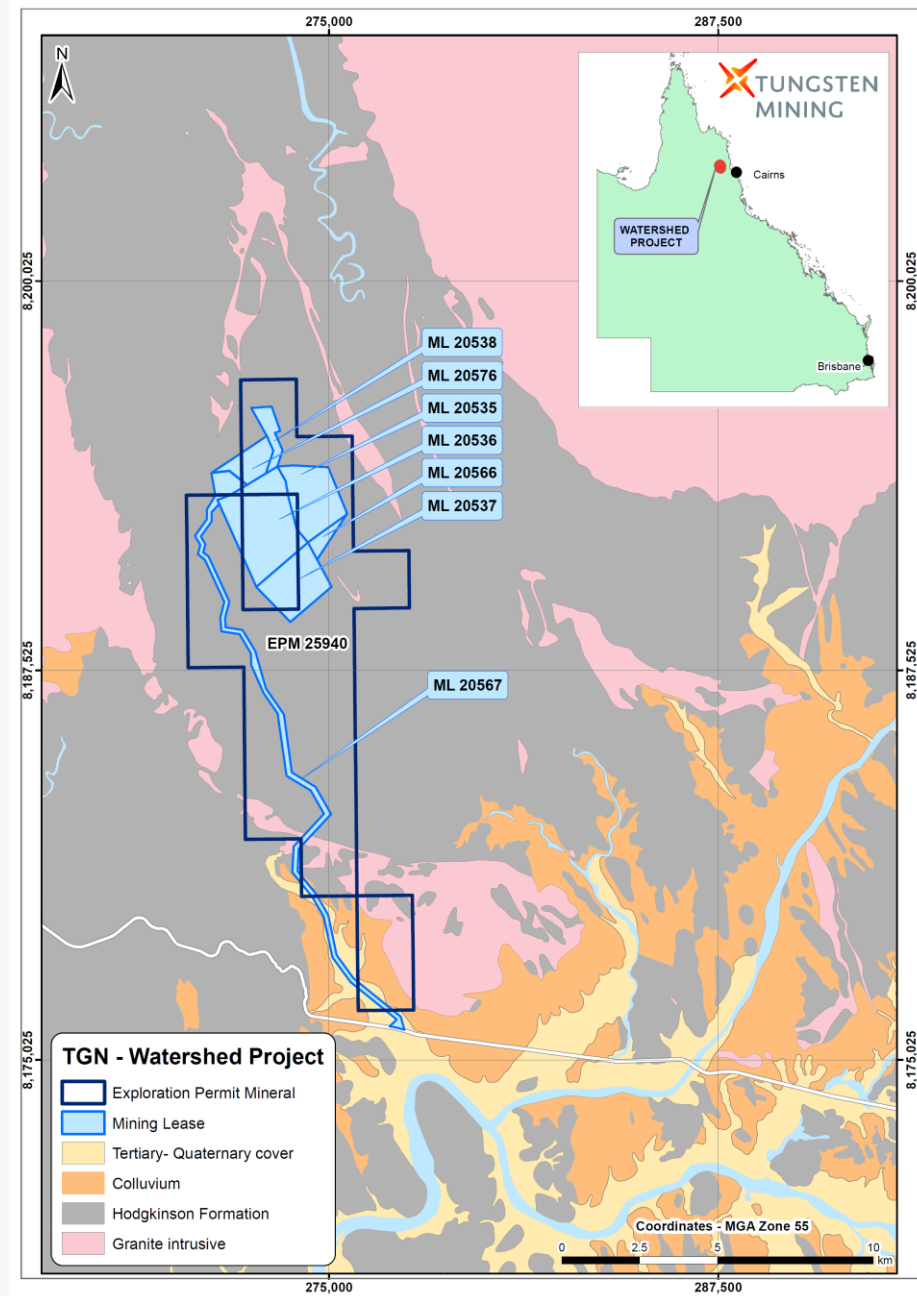 275,000
287,500
N
TUNGSTEN
MINING
Cairns
WATERSHED
PROJECT
Brisbane
8,200,025
8,200,025
ML 20538
ML 20576
ML 20535
ML 20536
ML 20566
ML 20537
EPM 25940
8,187,525
8,187,525
ML 20567
8,175,025
8,175,025
TGN - Watershed Project
Exploration Permit Mineral
Mining Lease
Tertiary- Quaternary cover
Colluvium
Hodgkinson Formation
Granite intrusive
Coordinates - MGA Zone 55
0 2.5 5 10
km
275,000
287,500